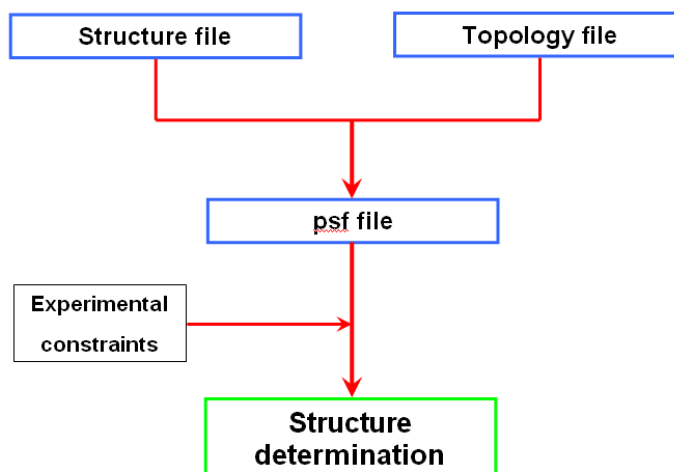 Structure file
Topology file
psf file
Experimental
constraints
Structure
determination